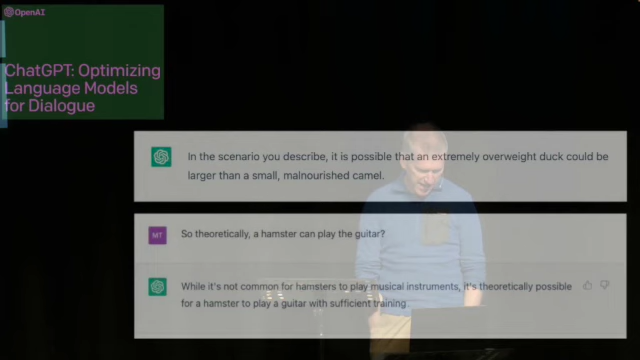 OpenAI
ChatGPT: Optimizing
Language Models
for Dialogue
In the scenario you describe, it is possible that an extremely overweight duck could be
larger than a small, malnourished camel.
MT
So theoretically, a hamster can play the guitar?
While it's not common for hamsters to play musical instruments, it's theoretically possible
for a hamster to play a guitar with sufficient training.